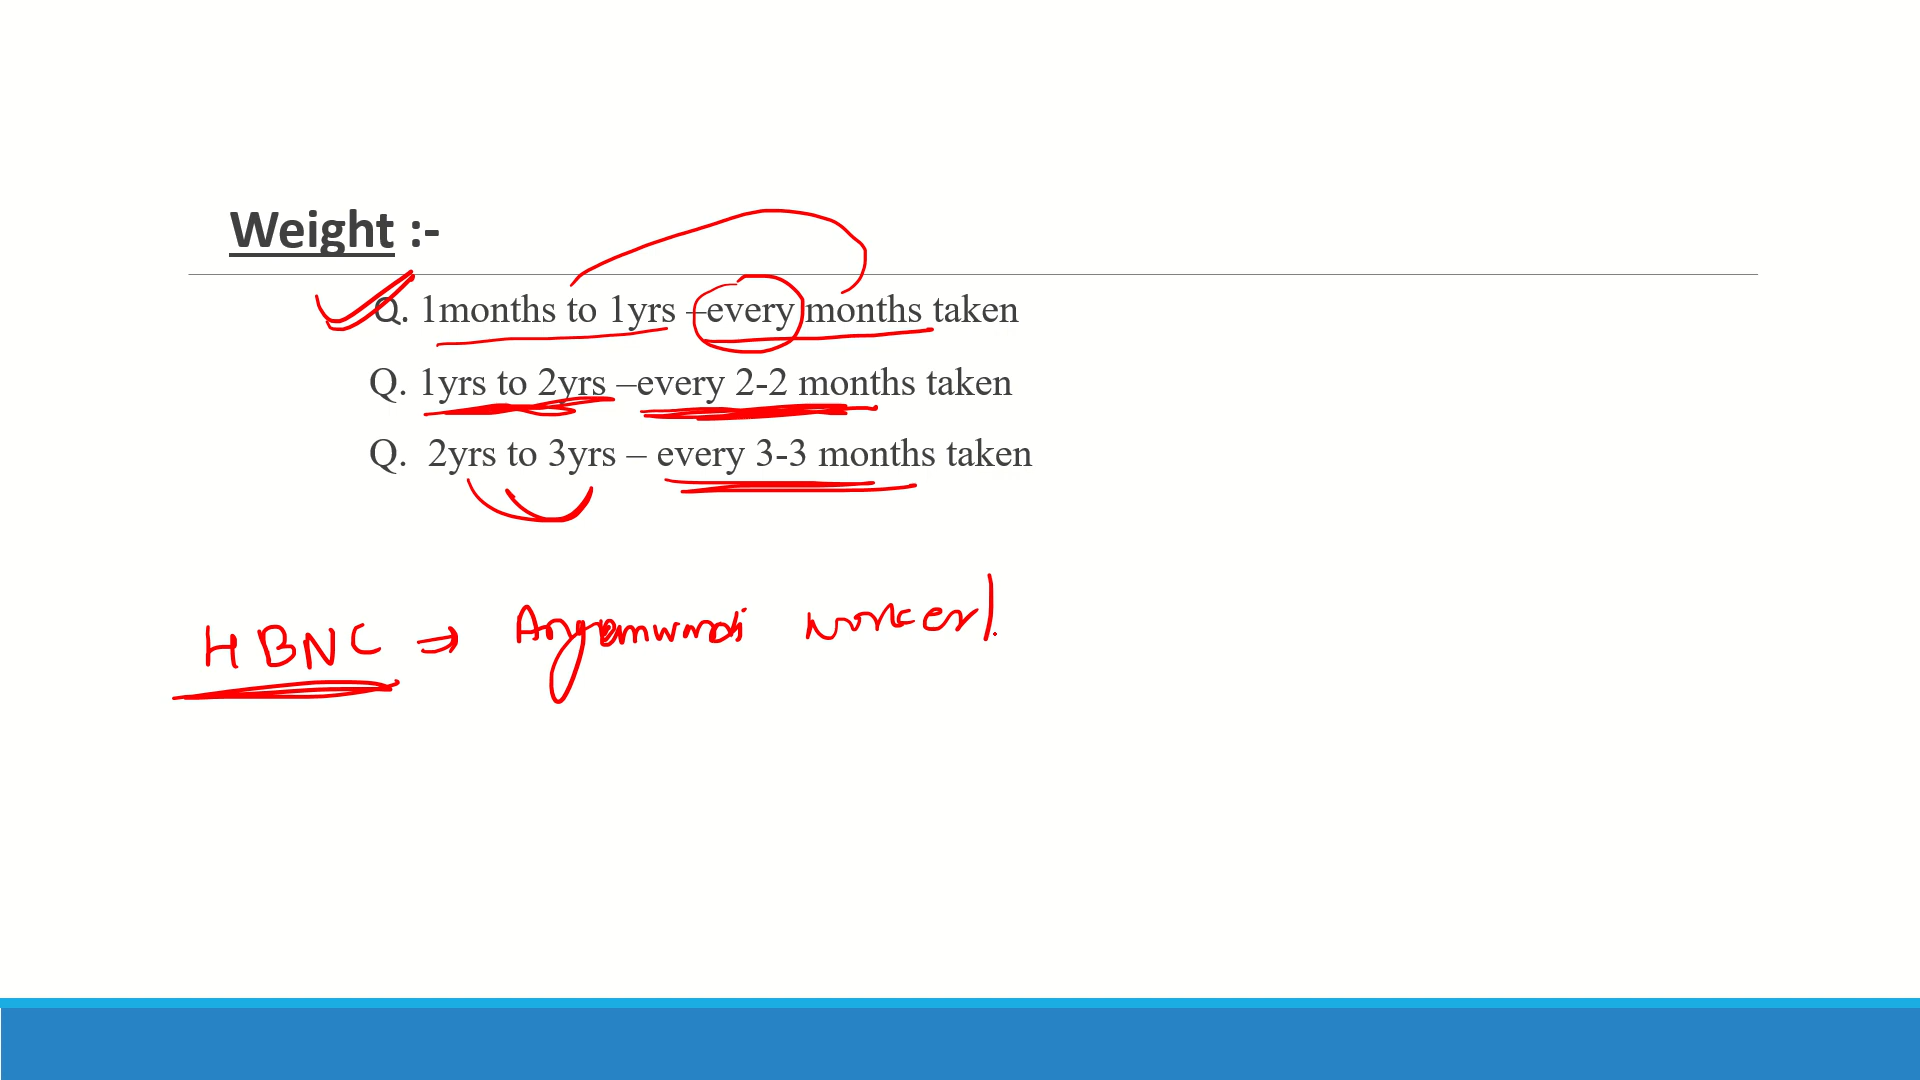 Weight :-
Q. 1months to 1yrs –every months taken
Q. 1yrs to 2yrs –every 2-2 months taken
Q. 2yrs to 3yrs – every 3-3 months taken
HBNC ⇒ Anganwadi worker